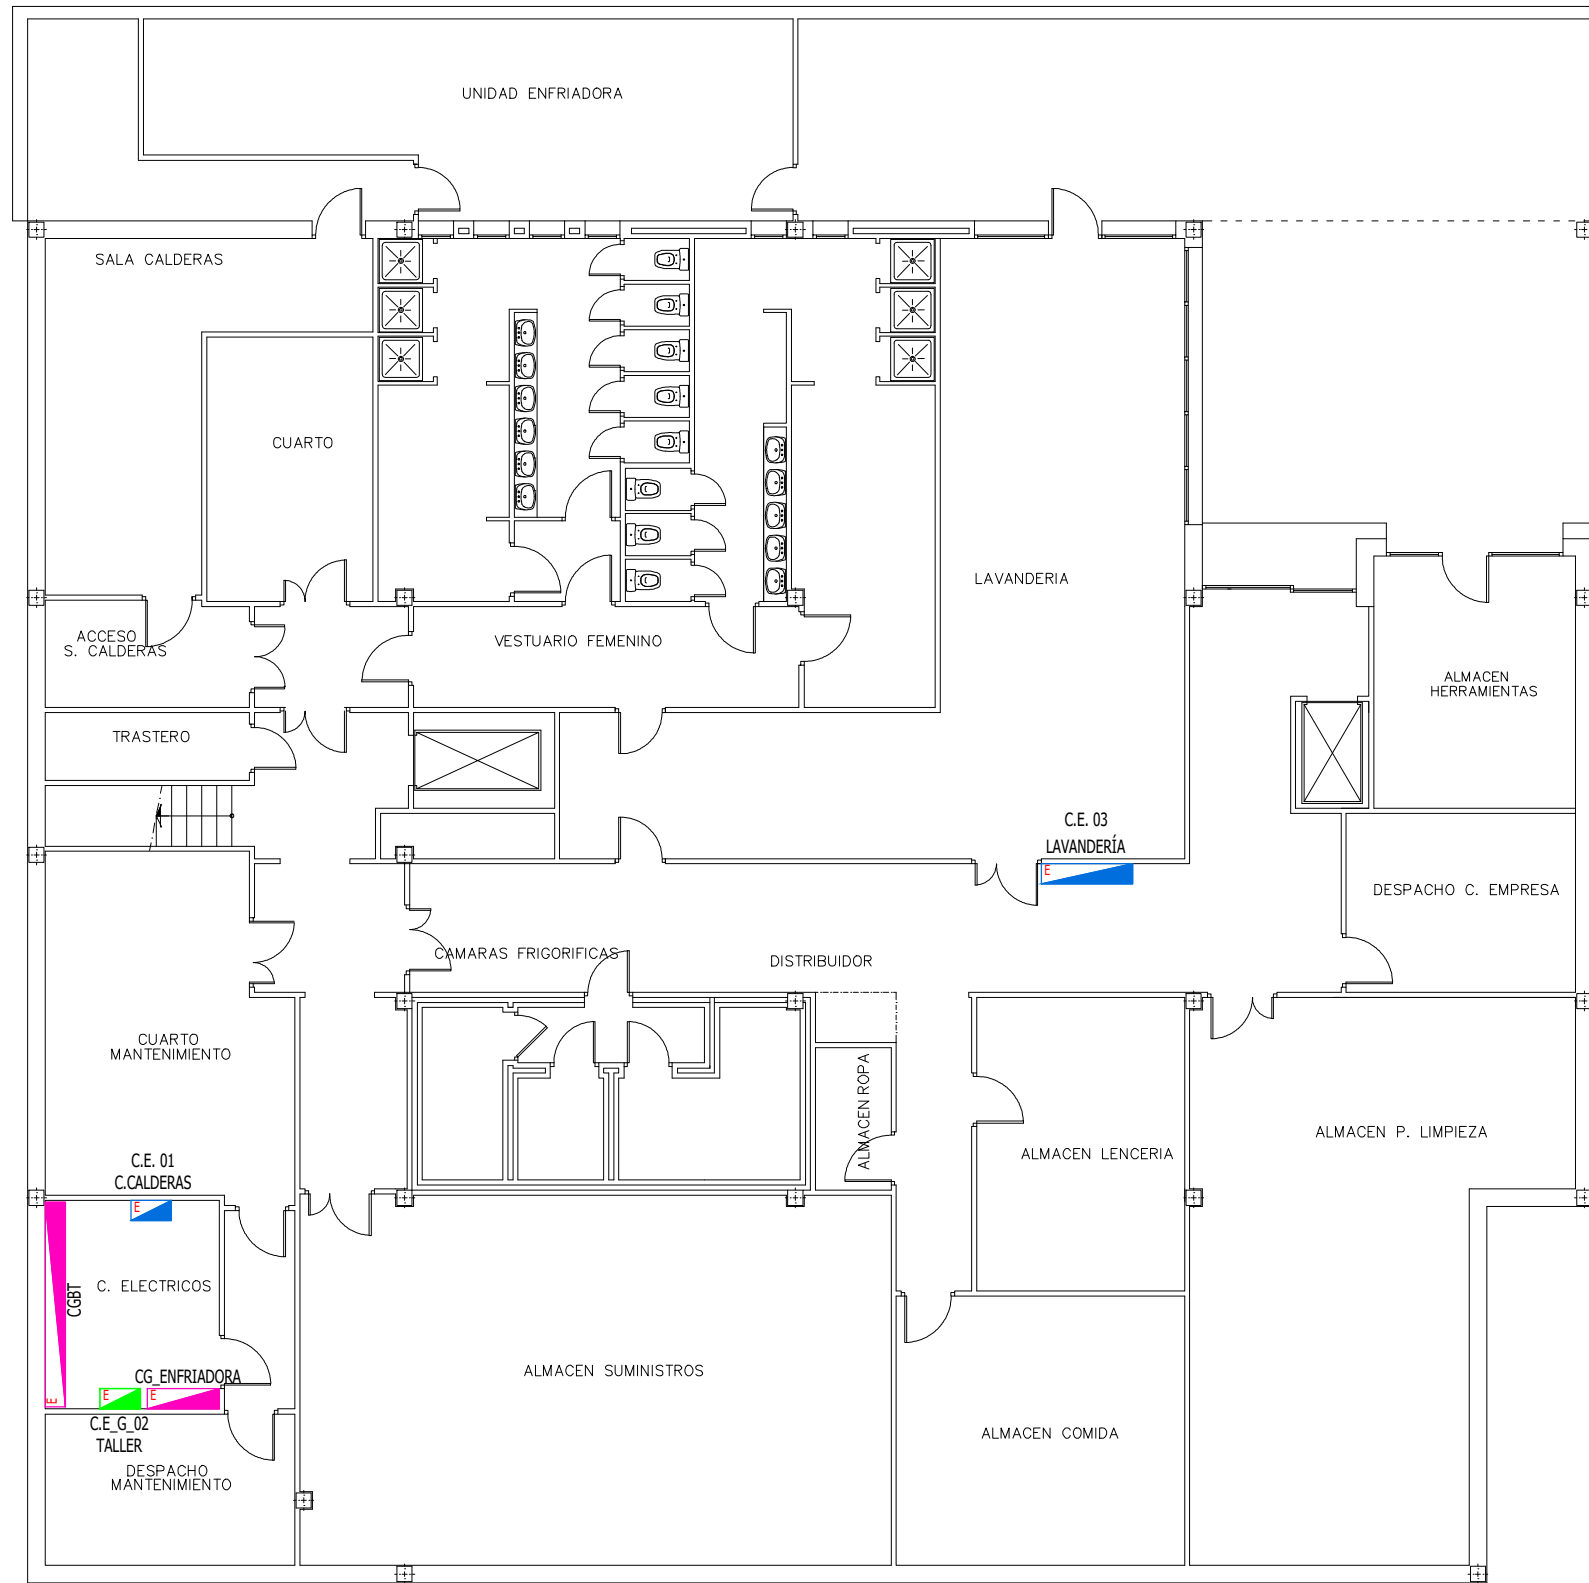 UNIDAD ENFRIADORA
SALA CALDERAS
CUARTO
LAVANDERIA
ACCESO
S. CALDERAS
VESTUARIO FEMENINO
ALMACEN
HERRAMIENTAS
TRASTERO
C.E. 03
LAVANDERÍA
E
DESPACHO C. EMPRESA
CAMARAS FRIGORIFICAS
DISTRIBUIDOR
CUARTO
MANTENIMIENTO
ALMACEN ROPA
ALMACEN P. LIMPIEZA
ALMACEN LENCERIA
C.E. 01
C.CALDERAS
E
C. ELECTRICOS
CGBT
E
CG_ENFRIADORA
E
E
C.E_G_02
TALLER
ALMACEN SUMINISTROS
ALMACEN COMIDA
DESPACHO
MANTENIMIENTO